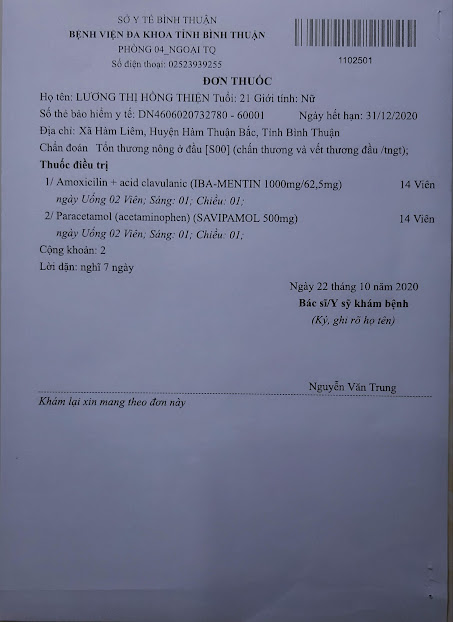 SỞ Y TẾ BÌNH THUẬN
BỆNH VIỆN ĐA KHOA TỈNH BÌNH THUẬN
PHÒNG 04_NGOAI TQ
Số điện thoại: 02523939255
1102501
ĐƠN THUỐC
Họ tên: LƯƠNG THỊ HỒNG THIỆN Tuổi: 21 Giới tính: Nữ
Số thẻ bảo hiểm y tế: DN4606020732780 - 60001 Ngày hết hạn: 31/12/2020
Địa chỉ: Xã Hàm Liêm, Huyện Hàm Thuận Bắc, Tỉnh Bình Thuận
Chẩn đoán Tổn thương nông ở đầu [S00] (chấn thương và vết thương đầu /tngt);
Thuốc điều trị
1/ Amoxicilin + acid clavulanic (IBA-MENTIN 1000mg/62,5mg) 14 Viên
ngày Uống 02 Viên; Sáng: 01; Chiều: 01;
2/ Paracetamol (acetaminophen) (SAVIPAMOL 500mg) 14 Viên
ngày Uống 02 Viên; Sáng: 01; Chiều: 01;
Cộng khoản: 2
Lời dặn: nghĩ 7 ngày
Ngày 22 tháng 10 năm 2020
Bác sĩ/Y sỹ khám bệnh
(Ký, ghi rõ họ tên)
Nguyễn Văn Trung
Khám lại xin mang theo đơn này